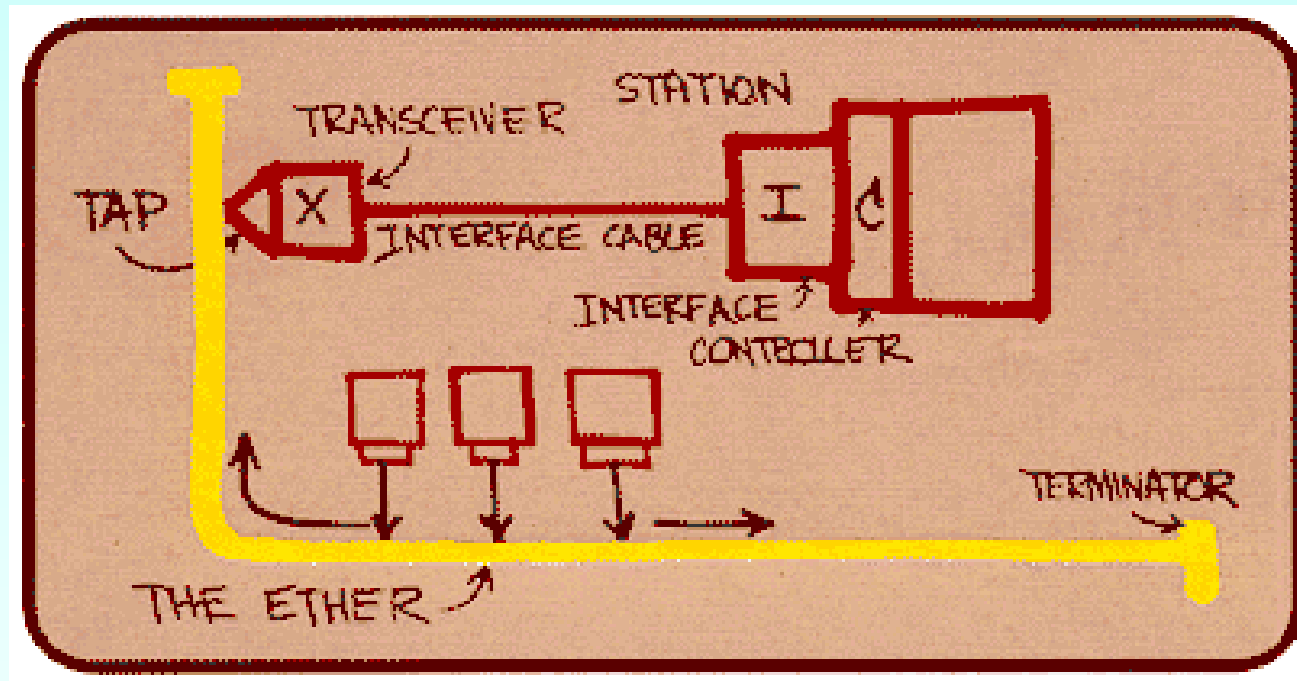 STATION
TRANSCEIVER
TAP
X
I
C
INTERFACE CABLE
INTERFACE
CONTROLLER
TERMINATOR
THE ETHER